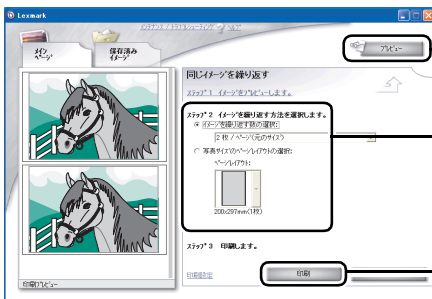 Lexmark
メイン
ページ
保存済み
イメージ
プレビュー
同じイメージを繰り返す
ステップ 1 イメージをプレビューします。
ステップ 2 イメージを繰り返す方法を選択します。
イメージを繰り返す数の選択:
2 枚 / ページ(元のサイズ)
写真サイズのページレイアウトの選択:
ページレイアウト:
200x297mm(1枚)
ステップ 3 印刷します。
印刷設定
印刷
印刷プレビュー